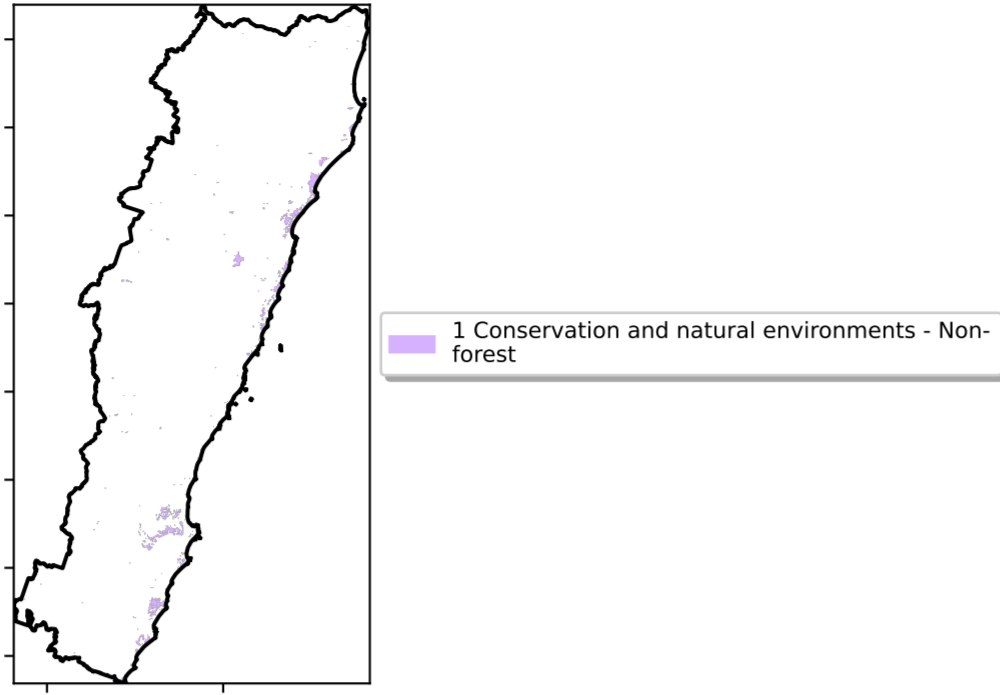 1 Conservation and natural environments - Non-
forest